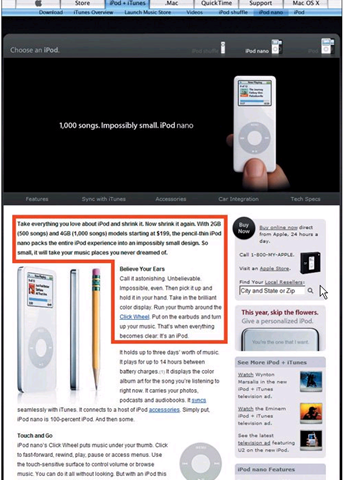 Store iPod + iTunes .Mac QuickTime Support Mac OS X
Download iTunes Overview Launch Music Store Videos iPod shuffle iPod nano iPod
Choose an iPod. iPod shuffle iPod nano iPod
1,000 songs. Impossibly small. iPod nano
Features Sync with iTunes Accessories Car Integration Tech Specs
Take everything you love about iPod and shrink it. Now shrink it again. With 2GB
(500 songs) and 4GB (1,000 songs) models starting at $199, the pencil-thin iPod
nano packs the entire iPod experience into an impossibly small design. So
small, it will take your music places you never dreamed of.
Believe Your Ears
Call it astonishing. Unbelievable.
Impossible, even. Then pick it up and
hold it in your hand. Take in the brilliant
color display. Run your thumb around the
Click Wheel. Put on the earbuds and turn
up your music. That's when everything
becomes clear: It's an iPod.
It holds up to three days' worth of music.
It plays for up to 14 hours between
battery charges.(1) It displays the color
album art for the song you're listening to
right now. It carries your photos,
podcasts and audiobooks. It syncs
seamlessly with iTunes. It connects to a host of iPod accessories. Simply put,
iPod nano is 100-percent iPod. And then some.
Touch and Go
iPod nano's Click Wheel puts music under your thumb. Click
to fast-forward, rewind, play, pause or access menus. Use
the touch-sensitive surface to control volume or browse
music. You can do it all without looking. But with an iPod this
Buy
Now
Buy online now direct
from Apple, 24 hours a
day.
Call 1-800-MY-APPLE.
Visit an Apple Store.
Find Your Local Resellers:
City and State or Zip
This year, skip the flowers.
Give a personalized iPod.
You're the one that I want.
See More iPod + iTunes
Watch Wynton
Marsalis in the new
iPod + iTunes
television ad.
Watch the Eminem
iPod + iTunes
television ad.
See the latest
television ad featuring
U2 on the new iPod.
iPod nano Features